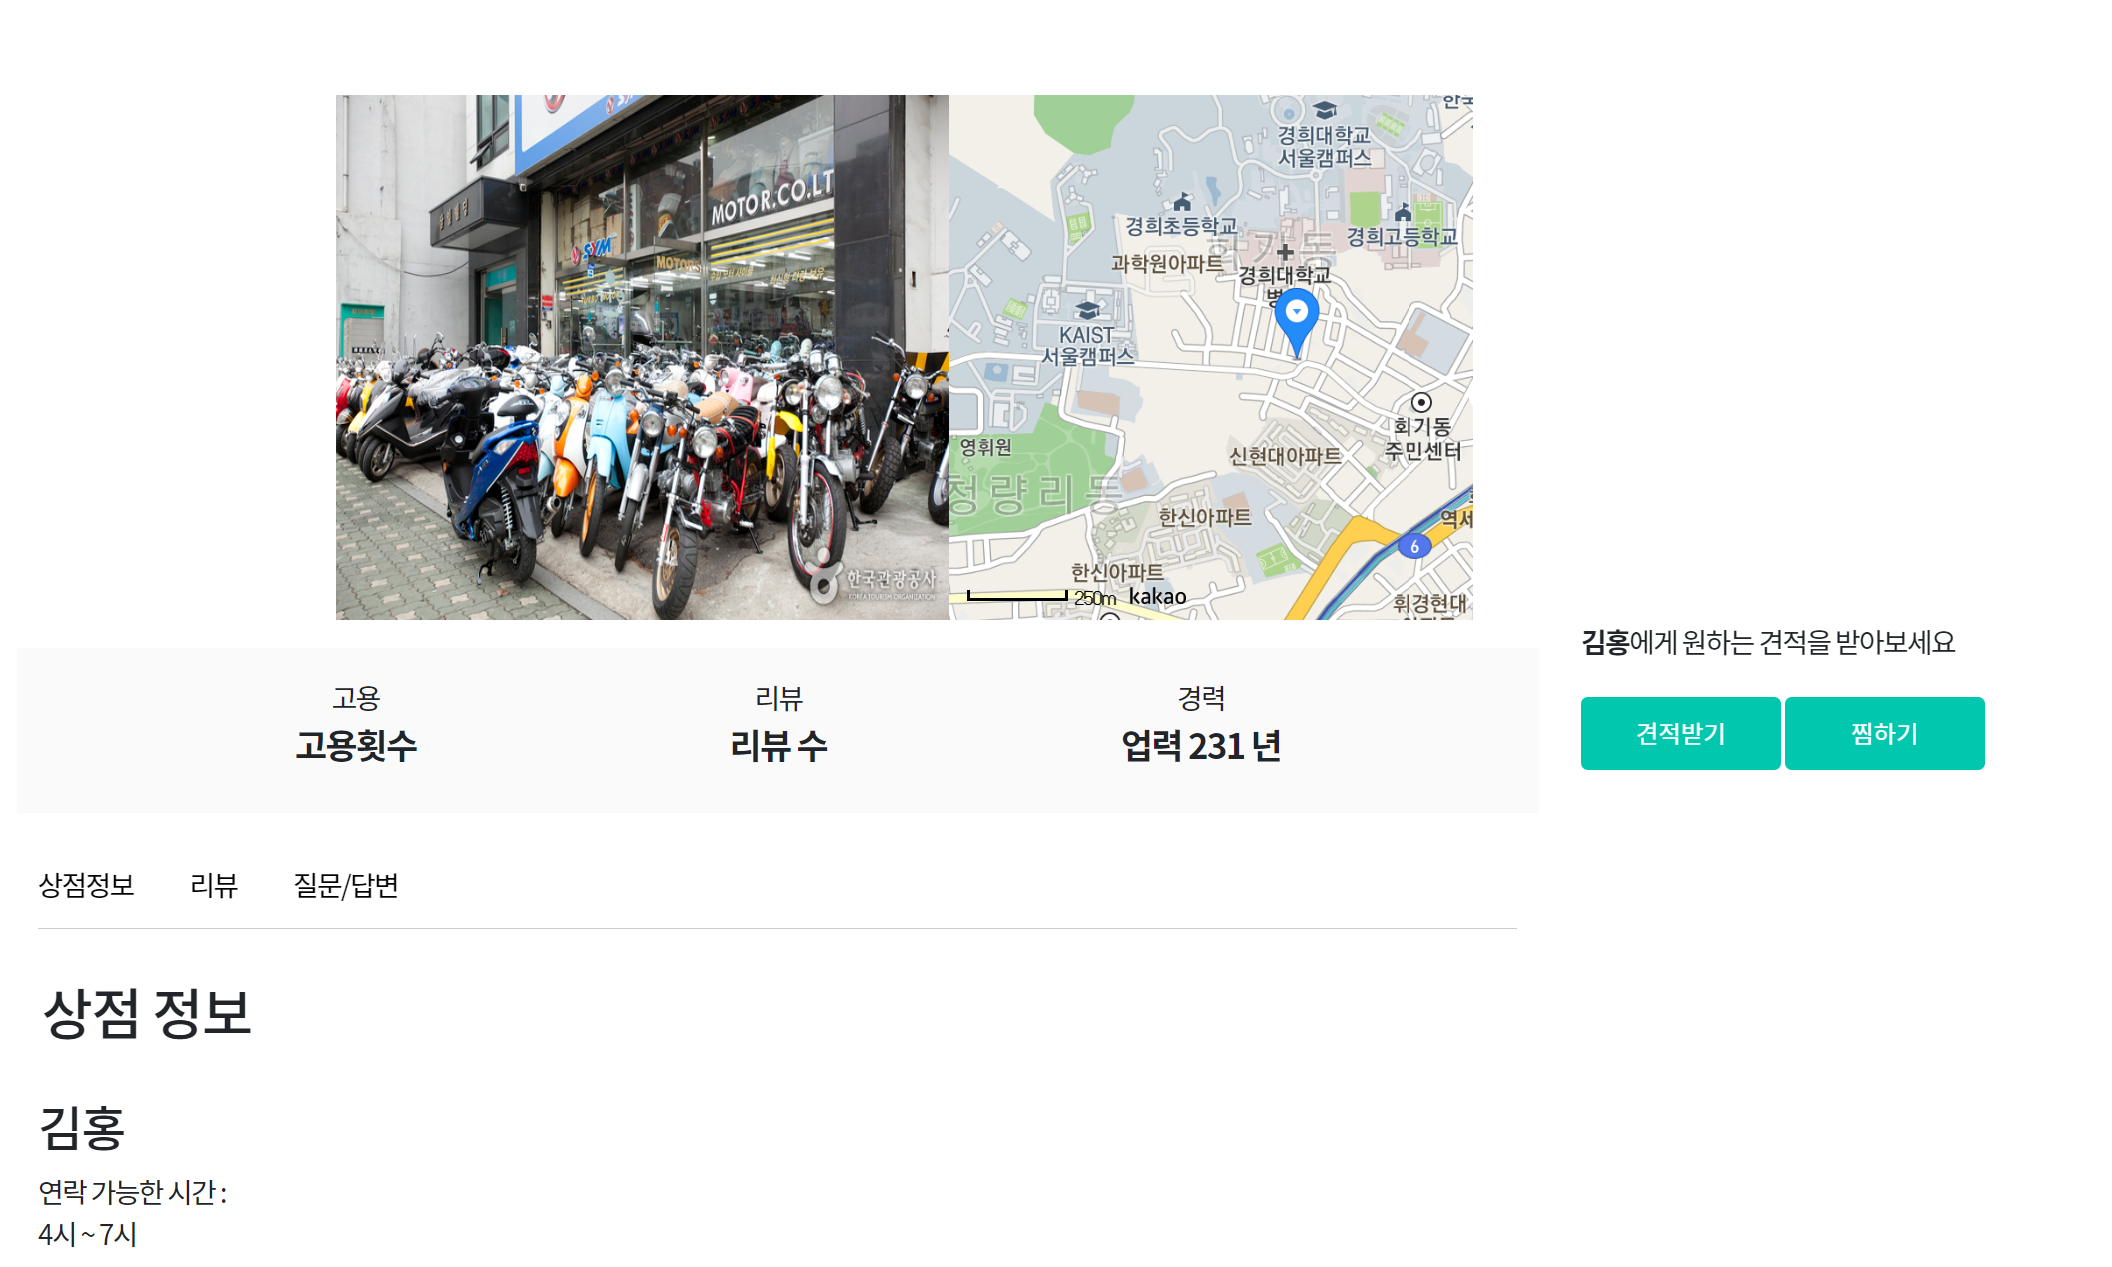 SYM
MOTOR.CO.LT
SYM
MOTORS
한국관광공사
KOREA TOURISM ORGANIZATION
경희대학교
서울캠퍼스
경희초등학교
경희고등학교
과학원아파트
경희대학교
KAIST
서울캠퍼스
회기동
주민센터
영휘원
신현대아파트
청량리동
한신아파트
역세
6
한신아파트
250m kakao
휘경현대
김홍에게 원하는 견적을 받아보세요
견적받기 찜하기
고용 리뷰 경력
고용횟수 리뷰 수 업력 231 년
상점정보 리뷰 질문/답변
상점 정보
김홍
연락 가능한 시간 :
4시 ~ 7시